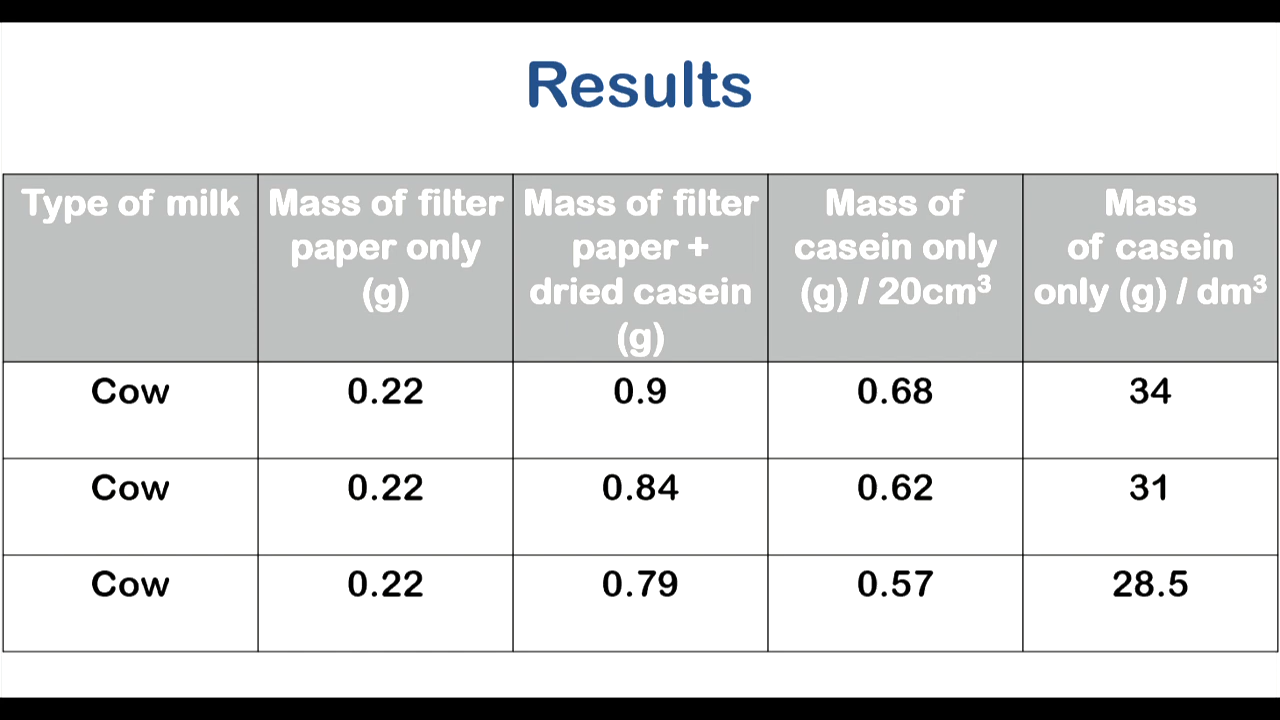 Results
Type of milk
Mass of filter
paper only
(g)
Mass of filter
paper +
dried casein
(g)
Mass of
casein only
(g) / 20cm³
Mass
of casein
only (g) / dm³
Cow 0.22 0.9 0.68 34
Cow 0.22 0.84 0.62 31
Cow 0.22 0.79 0.57 28.5